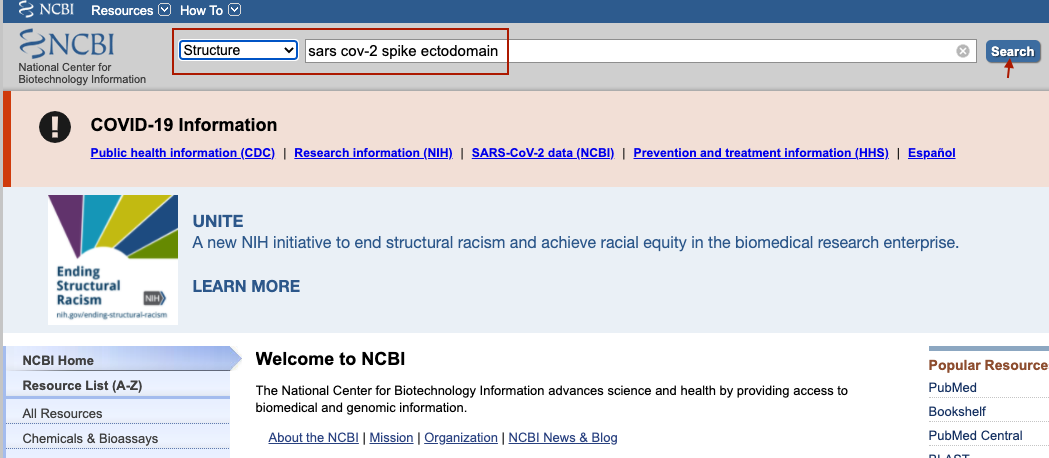 NCBI Resources How To
Structure sars cov-2 spike ectodomain Search
NCBI
National Center for
Biotechnology Information
COVID-19 Information
Public health information (CDC) | Research information (NIH) | SARS-CoV-2 data (NCBI) | Prevention and treatment information (HHS) | Español
UNITE
A new NIH initiative to end structural racism and achieve racial equity in the biomedical research enterprise.
LEARN MORE
Ending
Structural
Racism
NIH
nih.gov/ending-structural-racism
NCBI Home
Resource List (A-Z)
All Resources
Chemicals & Bioassays
Welcome to NCBI
The National Center for Biotechnology Information advances science and health by providing access to
biomedical and genomic information.
About the NCBI | Mission | Organization | NCBI News & Blog
Popular Resource
PubMed
Bookshelf
PubMed Central
BLAST